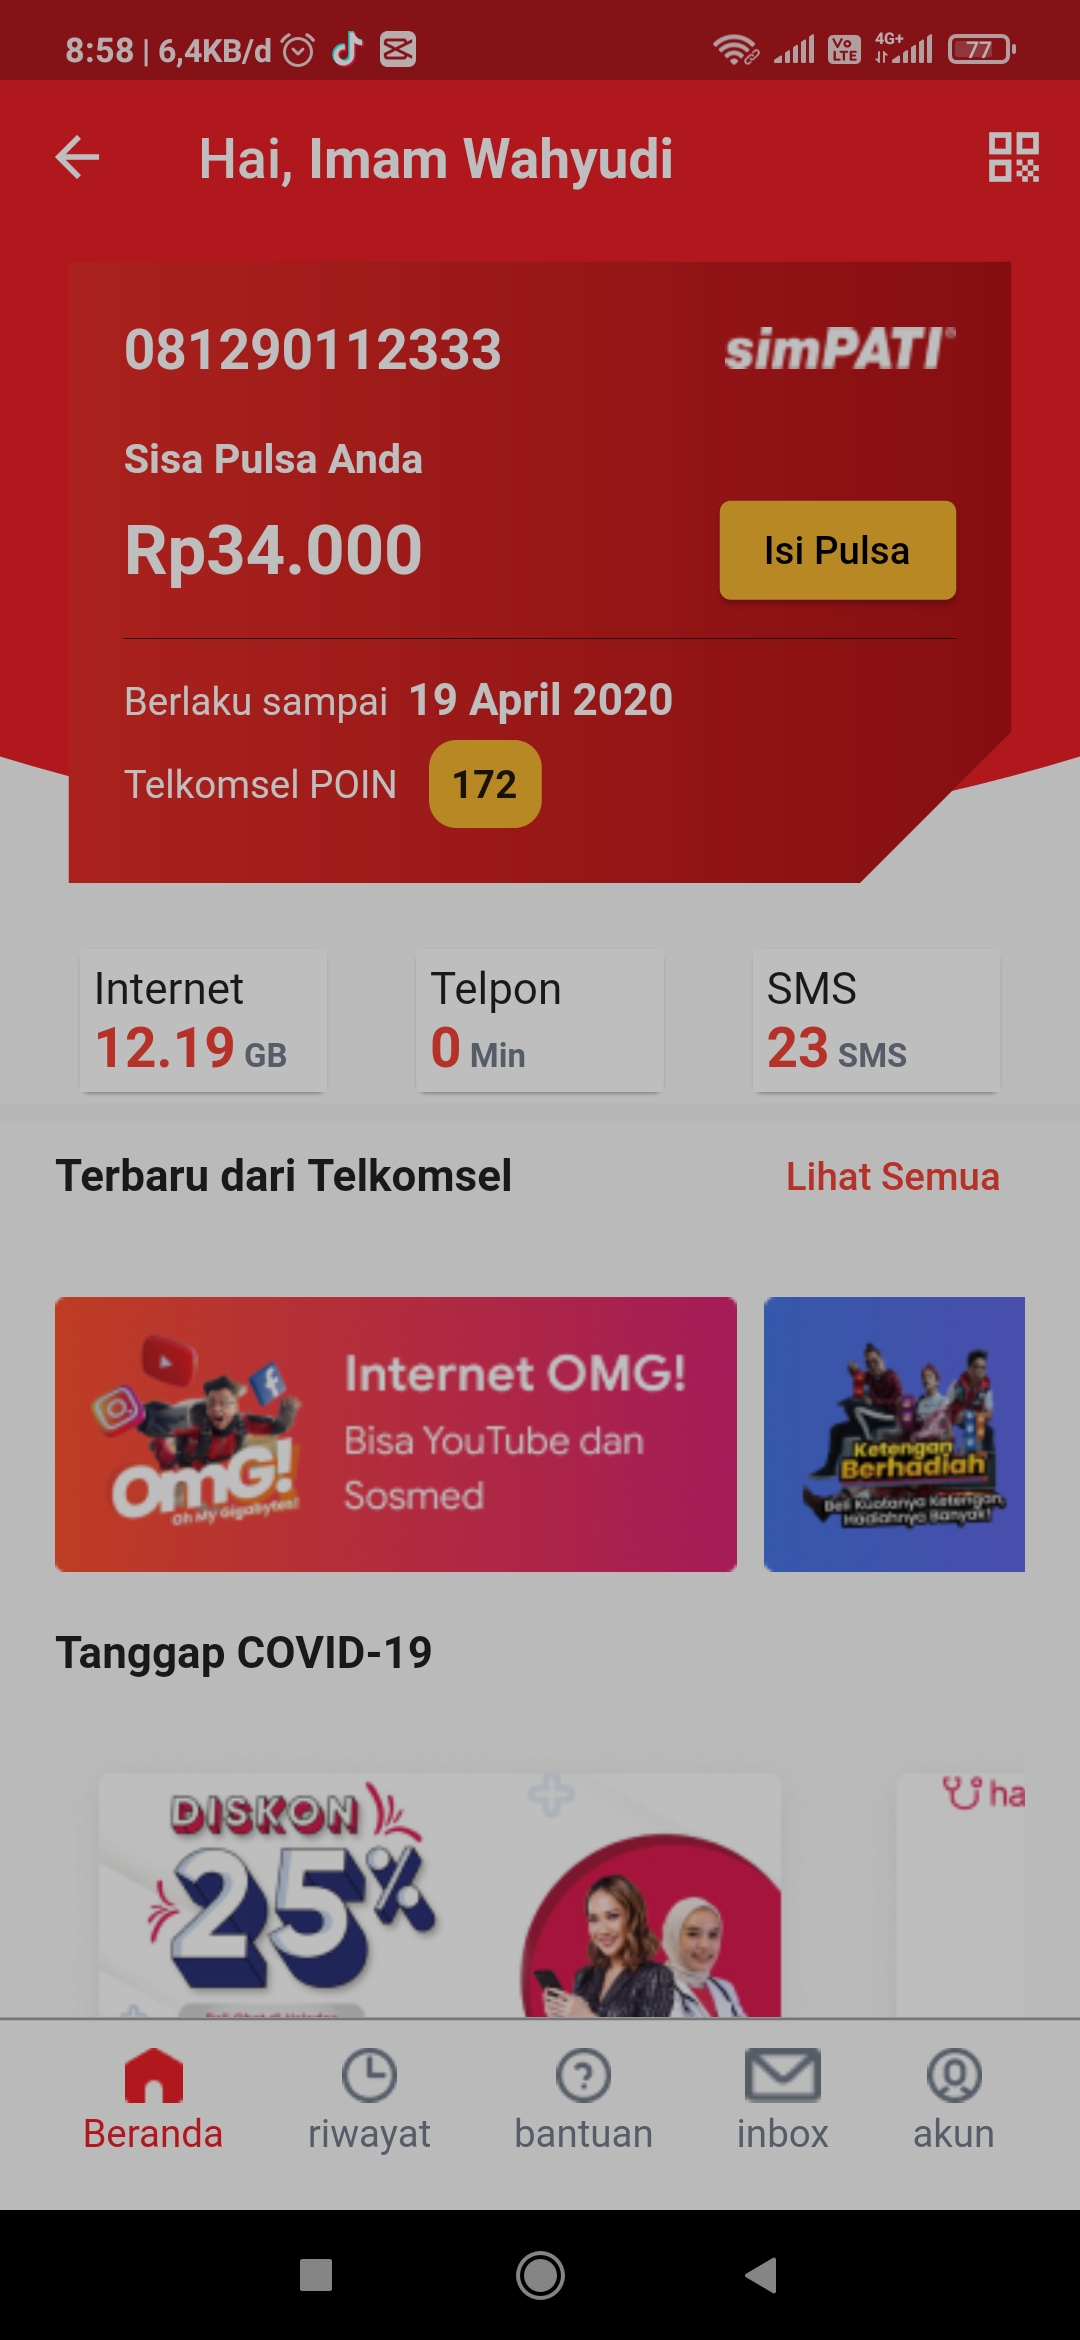 8:58 | 6,4KB/d
Vo LTE
4G+
77
Hai, Imam Wahyudi
081290112333
simPATI
Sisa Pulsa Anda
Rp34.000
Isi Pulsa
Berlaku sampai 19 April 2020
Telkomsel POIN 172
Internet
12.19 GB
Telpon
0 Min
SMS
23 SMS
Terbaru dari Telkomsel
Lihat Semua
OmG!
Oh My Gigabytes!
Internet OMG!
Bisa YouTube dan
Sosmed
Ketengan
Berhadiah
Beli Kuotanya Ketengan,
Hadiahnya Banyak!
Tanggap COVID-19
DISKON
25%
ha
Beranda
riwayat
bantuan
inbox
akun